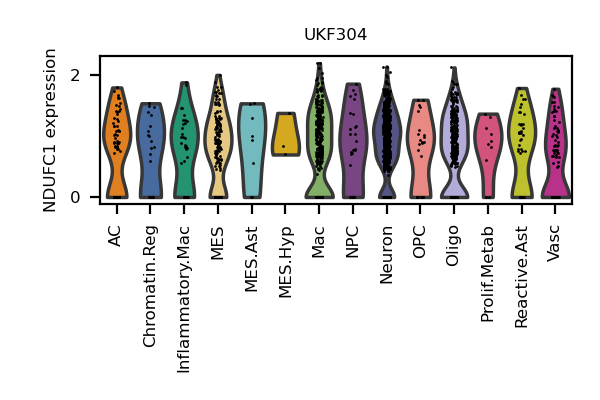 UKF304
NDUFC1 expression
2
0
AC
Chromatin.Reg
Inflammatory.Mac
MES
MES.Ast
MES.Hyp
Mac
NPC
Neuron
OPC
Oligo
Prolif.Metab
Reactive.Ast
Vasc